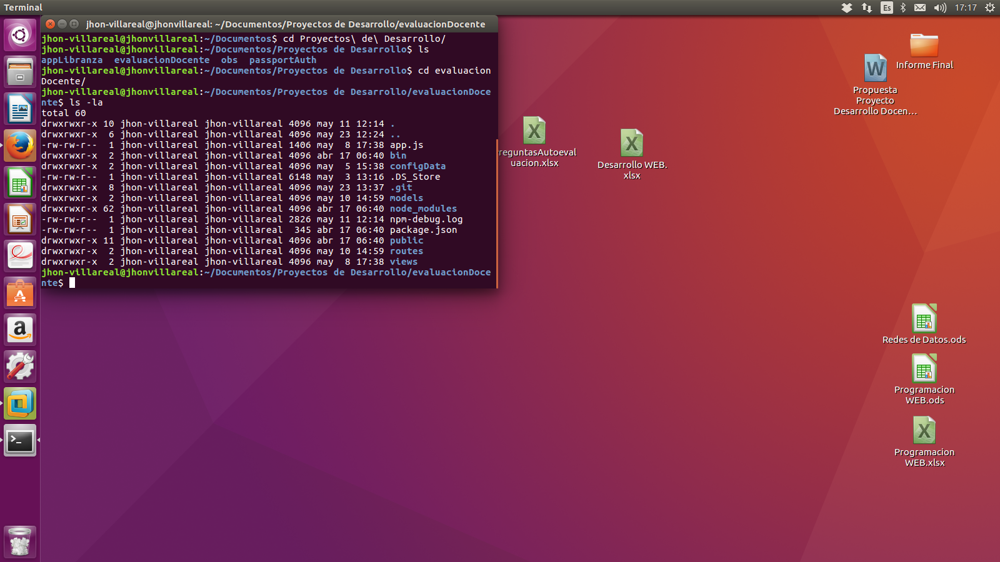 Terminal
Es
17:17
jhon-villareal@jhonvillareal: ~/Documentos/Proyectos de Desarrollo/evaluacionDocente
jhon-villareal@jhonvillareal:~/Documentos$ cd Proyectos\ de\ Desarrollo/
jhon-villareal@jhonvillareal:~/Documentos/Proyectos de Desarrollo$ ls
appLibranza  evaluacionDocente  obs  passportAuth
jhon-villareal@jhonvillareal:~/Documentos/Proyectos de Desarrollo$ cd evaluacion
Docente/
jhon-villareal@jhonvillareal:~/Documentos/Proyectos de Desarrollo/evaluacionDoce
nte$ ls -la
total 60
drwxrwxr-x 10 jhon-villareal jhon-villareal 4096 may 11 12:14 .
drwxrwxr-x  6 jhon-villareal jhon-villareal 4096 may 23 12:24 ..
-rw-rw-r--  1 jhon-villareal jhon-villareal 1406 may  8 17:38 app.js
drwxrwxr-x  2 jhon-villareal jhon-villareal 4096 abr 17 06:40 bin
drwxrwxr-x  2 jhon-villareal jhon-villareal 4096 may  5 15:38 configData
-rw-rw-r--  1 jhon-villareal jhon-villareal 6148 may  3 13:16 .DS_Store
drwxrwxr-x  8 jhon-villareal jhon-villareal 4096 may 23 13:37 .git
drwxrwxr-x  2 jhon-villareal jhon-villareal 4096 may 10 14:59 models
drwxrwxr-x 62 jhon-villareal jhon-villareal 4096 abr 17 06:40 node_modules
-rw-rw-r--  1 jhon-villareal jhon-villareal 2826 may 11 12:14 npm-debug.log
-rw-rw-r--  1 jhon-villareal jhon-villareal  345 abr 17 06:40 package.json
drwxrwxr-x 11 jhon-villareal jhon-villareal 4096 abr 17 06:40 public
drwxrwxr-x  2 jhon-villareal jhon-villareal 4096 may 10 14:59 routes
drwxrwxr-x  2 jhon-villareal jhon-villareal 4096 may  8 17:38 views
jhon-villareal@jhonvillareal:~/Documentos/Proyectos de Desarrollo/evaluacionDoce
nte$
reguntasAutoeval
uacion.xlsx
Desarrollo WEB.
xlsx
Informe Final
Propuesta
Proyecto
Desarrollo Docen...
Redes de Datos.ods
Programacion
WEB.ods
Programacion
WEB.xlsx